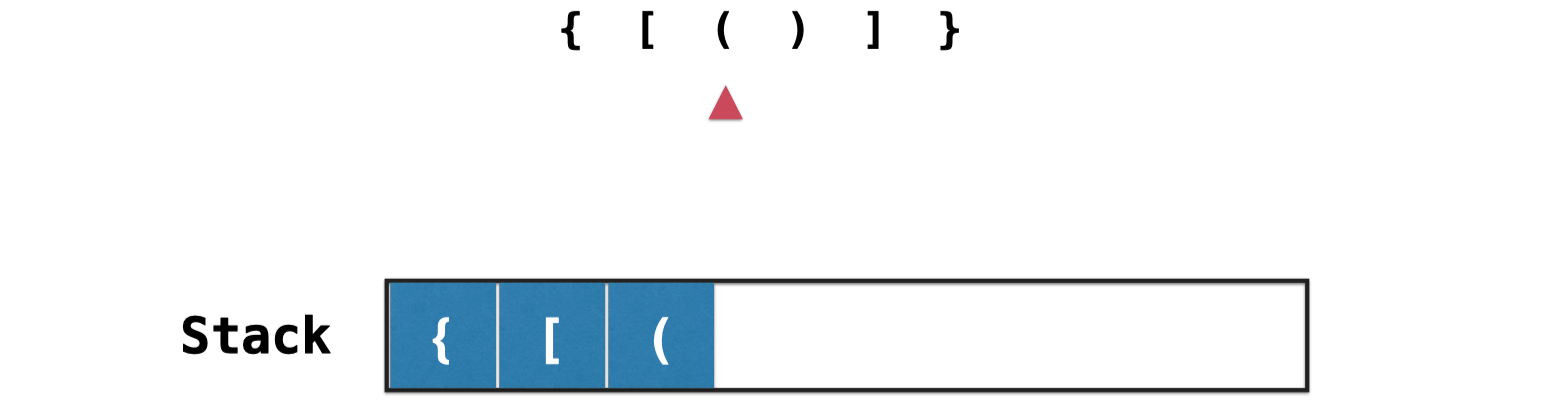 { [ ( ) ] }
Stack { [ (